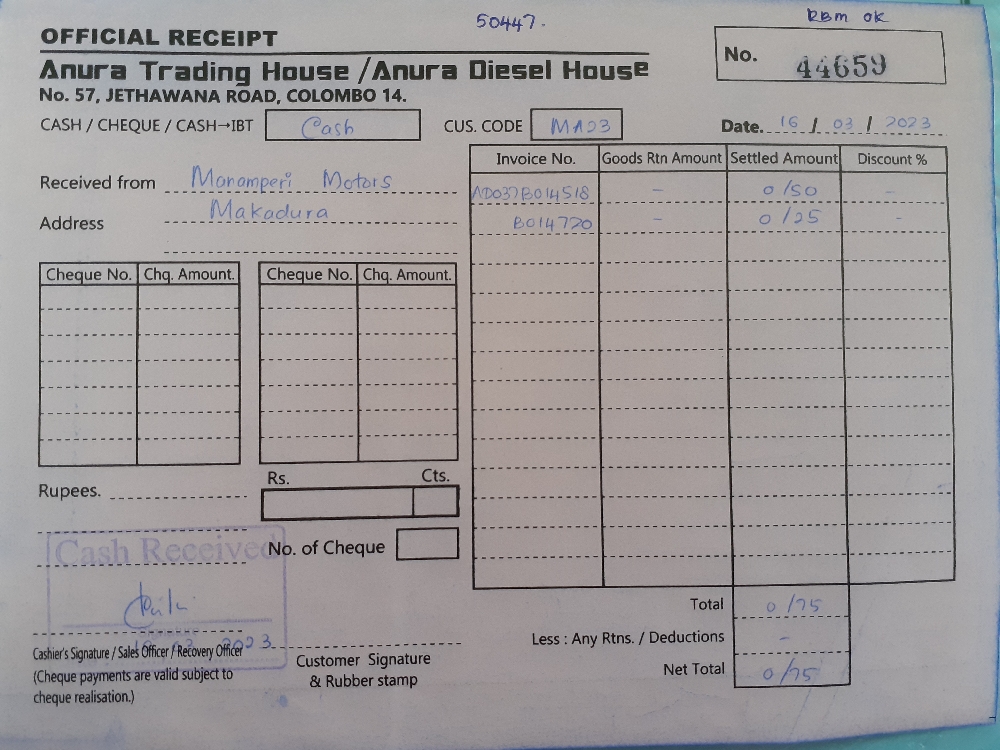 50447.
RBM OK
OFFICIAL RECEIPT
Anura Trading House /Anura Diesel House
No. 57, JETHAWANA ROAD, COLOMBO 14.
No. 44659
CASH / CHEQUE / CASH→IBT Cash
CUS. CODE MA23
Date. 16 / 03 / 2023
Received from Manamperi Motors
Address Makadura
Invoice No. Goods Rtn Amount Settled Amount Discount %
AD037B014518 - 0/50 -
B014720 - 0/25 -
Cheque No. Chq. Amount. Cheque No. Chq. Amount.
Rs. Cts.
Rupees.
No. of Cheque
Cash Received
2023
Cashier's Signature / Sales Officer / Recovery Officer
(Cheque payments are valid subject to
cheque realisation.)
Customer Signature
& Rubber stamp
Total 0/75
Less : Any Rtns. / Deductions -
Net Total 0/75